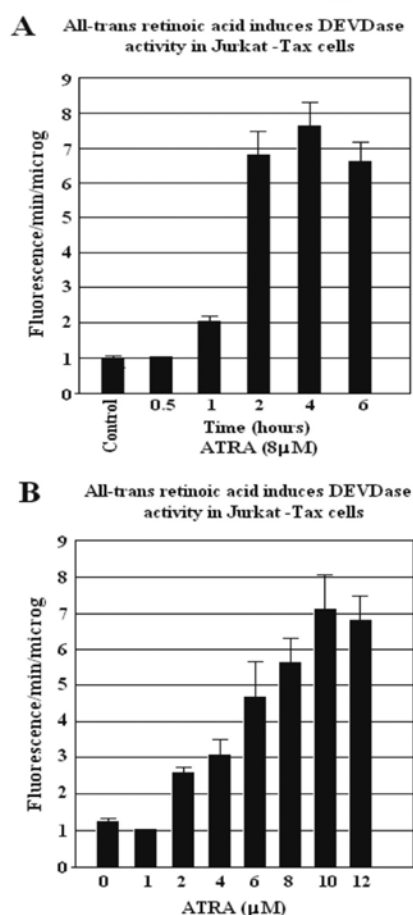 A All-trans retinoic acid induces DEVDase
activity in Jurkat -Tax cells
Fluorescence/min/microg
9
8
7
6
5
4
3
2
1
0
Control 0.5 1 2 4 6
Time (hours)
ATRA (8μM)
B All-trans retinoic acid induces DEVDase
activity in Jurkat -Tax cells
Fluorescence/min/microg
9
8
7
6
5
4
3
2
1
0
0 1 2 4 6 8 10 12
ATRA (μM)